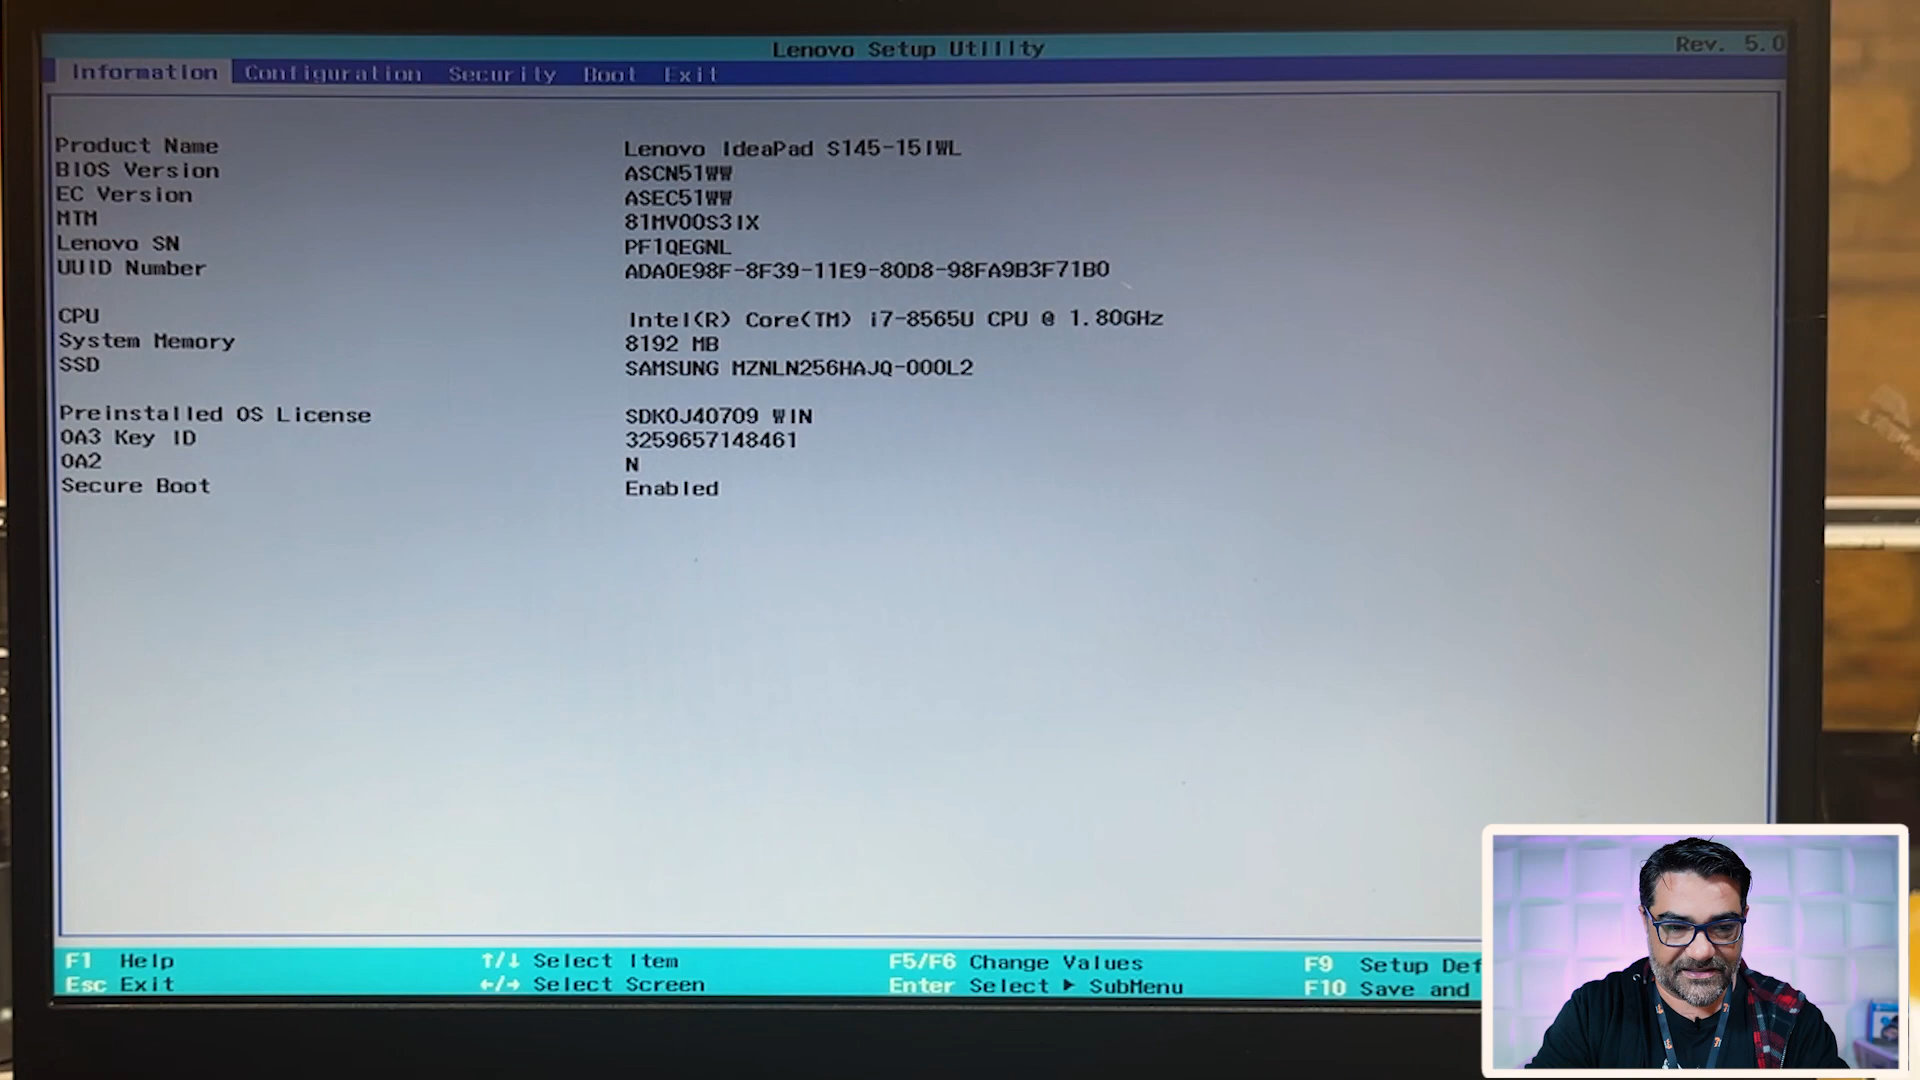 Lenovo Setup Utility
Rev. 5.0
Information Configuration Security Boot Exit
Product Name Lenovo IdeaPad S145-15IWL
BIOS Version ASCN51WW
EC Version ASEC51WW
MTM 81MV00S3IX
Lenovo SN PF1QEGNL
UUID Number ADA0E98F-8F39-11E9-80D8-98FA9B3F71B0
CPU Intel(R) Core(TM) i7-8565U CPU @ 1.80GHz
System Memory 8192 MB
SSD SAMSUNG MZNLN256HAJQ-000L2
Preinstalled OS License SDK0J40709 WIN
OA3 Key ID 3259657148461
OA2 N
Secure Boot Enabled
F1 Help ↑/↓ Select Item F5/F6 Change Values F9 Setup Def
Esc Exit ←/→ Select Screen Enter Select ▶ SubMenu F10 Save and